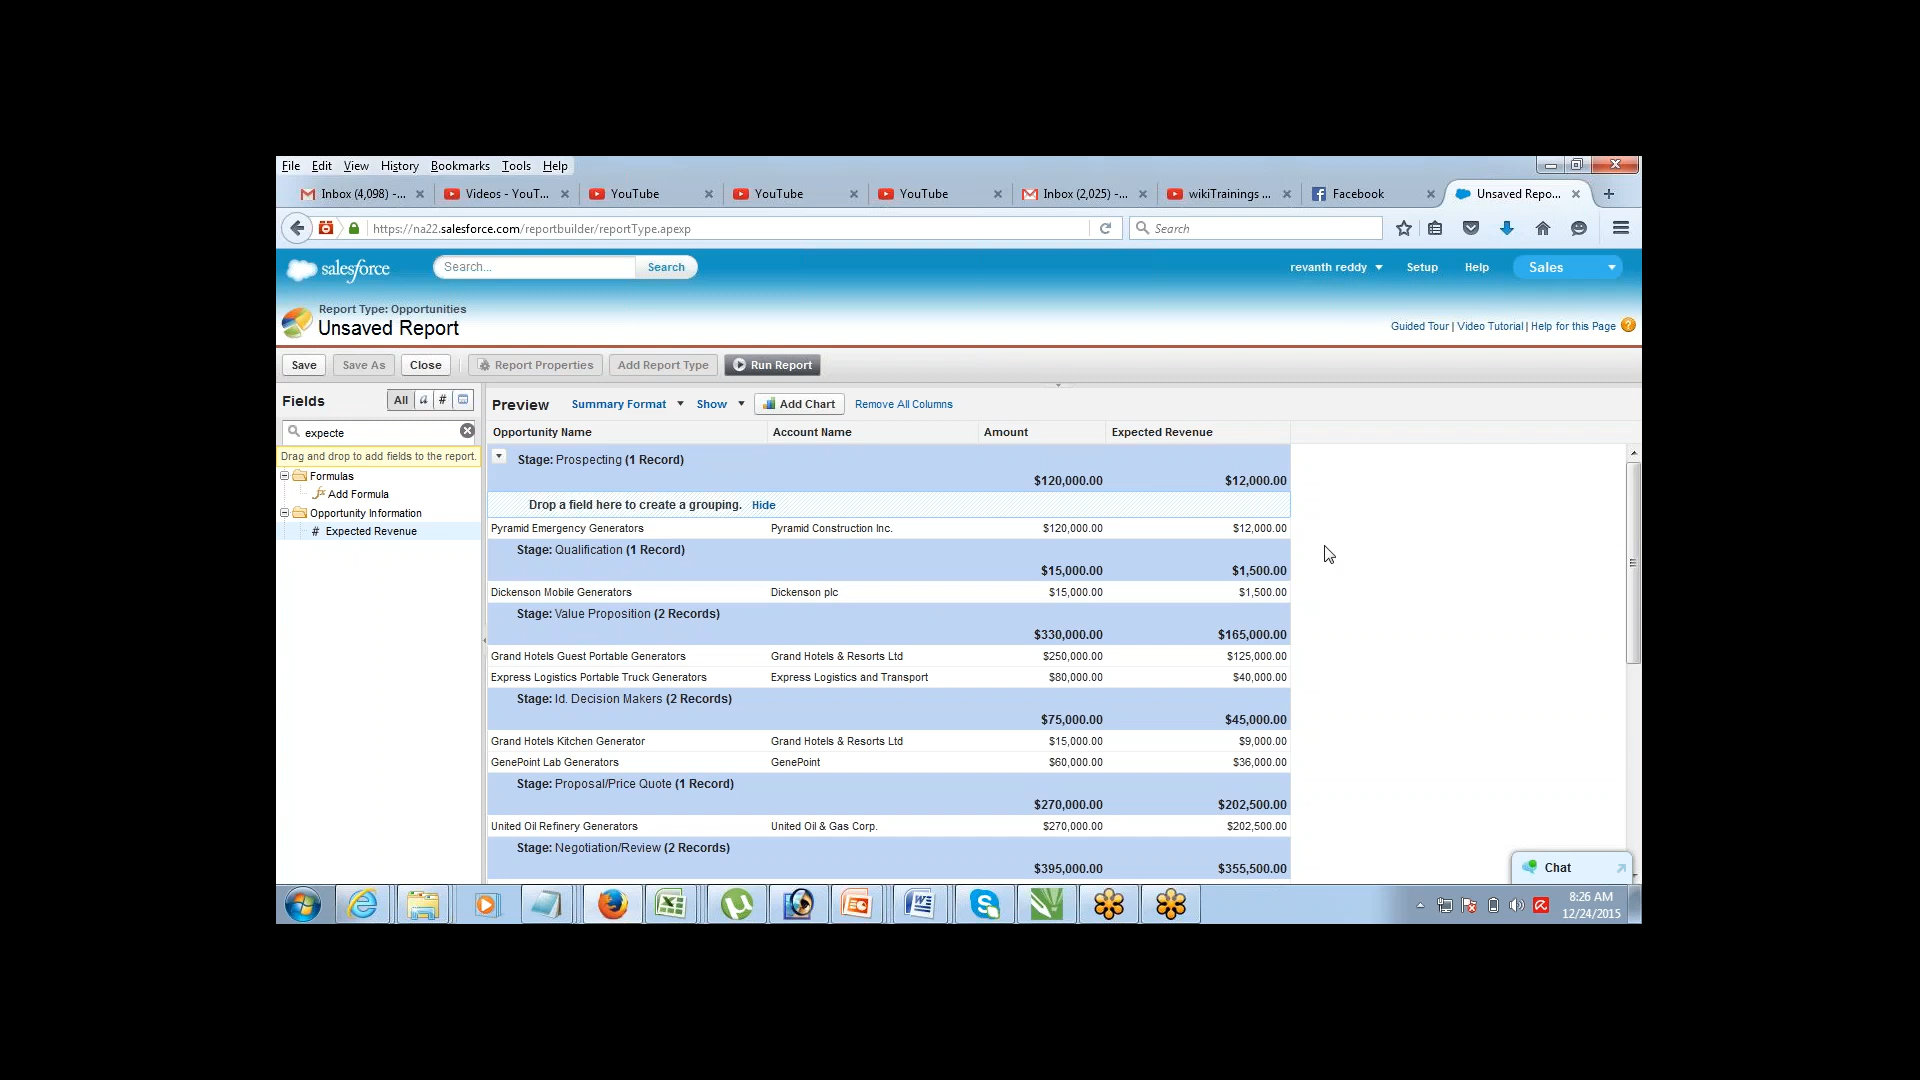 File Edit View History Bookmarks Tools Help
Inbox (4,098) -... Videos - YouT... YouTube YouTube YouTube Inbox (2,025) -... wikiTrainings ... Facebook Unsaved Repo...
https://na22.salesforce.com/reportbuilder/reportType.apexp Search
salesforce Search... Search revanth reddy Setup Help Sales
Report Type: Opportunities
Unsaved Report
Guided Tour | Video Tutorial | Help for this Page
Save Save As Close Report Properties Add Report Type Run Report
Fields All a #
Preview Summary Format Show Add Chart Remove All Columns
expecte
Drag and drop to add fields to the report.
Formulas
Add Formula
Opportunity Information
# Expected Revenue
Opportunity Name Account Name Amount Expected Revenue
Stage: Prospecting (1 Record)
$120,000.00 $12,000.00
Drop a field here to create a grouping. Hide
Pyramid Emergency Generators Pyramid Construction Inc. $120,000.00 $12,000.00
Stage: Qualification (1 Record)
$15,000.00 $1,500.00
Dickenson Mobile Generators Dickenson plc $15,000.00 $1,500.00
Stage: Value Proposition (2 Records)
$330,000.00 $165,000.00
Grand Hotels Guest Portable Generators Grand Hotels & Resorts Ltd $250,000.00 $125,000.00
Express Logistics Portable Truck Generators Express Logistics and Transport $80,000.00 $40,000.00
Stage: Id. Decision Makers (2 Records)
$75,000.00 $45,000.00
Grand Hotels Kitchen Generator Grand Hotels & Resorts Ltd $15,000.00 $9,000.00
GenePoint Lab Generators GenePoint $60,000.00 $36,000.00
Stage: Proposal/Price Quote (1 Record)
$270,000.00 $202,500.00
United Oil Refinery Generators United Oil & Gas Corp. $270,000.00 $202,500.00
Stage: Negotiation/Review (2 Records)
$395,000.00 $355,500.00
Chat
8:26 AM
12/24/2015